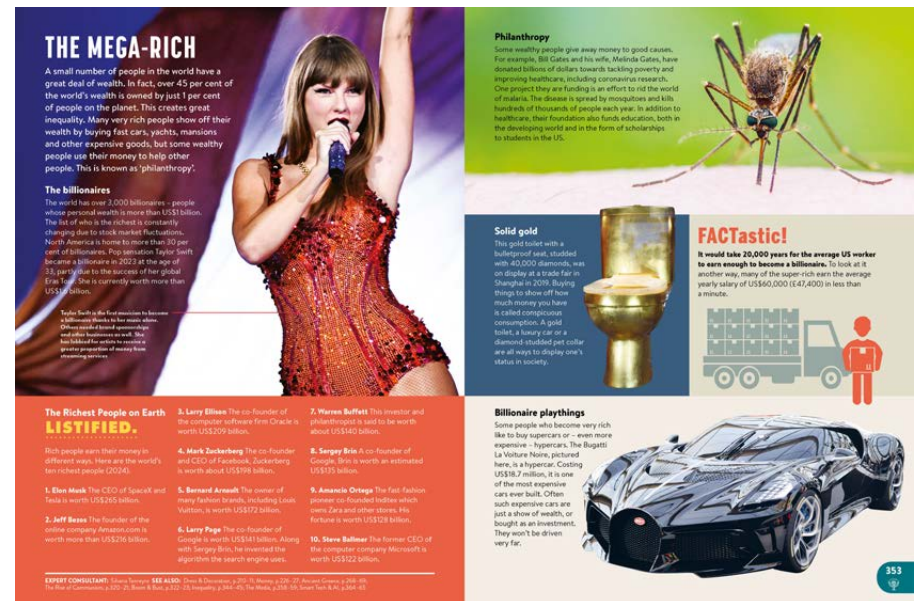 THE MEGA-RICH
A small number of people in the world have a
great deal of wealth. In fact, over 45 per cent of
the world's wealth is owned by just 1 per cent
of people on the planet. This creates great
inequality. Many very rich people show off their
wealth by buying fast cars, yachts, mansions
and other expensive goods, but some wealthy
people use their money to help other
people. This is known as 'philanthropy'.
The billionaires
The world has over 3,000 billionaires – people
whose personal wealth is more than US$1 billion.
The list of who is the richest is constantly
changing due to stock market fluctuations.
North America is home to more than 30 per
cent of billionaires. Pop sensation Taylor Swift
became a billionaire in 2023 at the age of
33, partly due to the success of her global
Eras Tour. She is currently worth more than
billion.
Taylor Swift is the first musician to become
a billionaire thanks to her music alone.
Others needed brand sponsorships
and other businesses as well. She
has lobbied for artists to receive a
greater proportion of money from
streaming services
Philanthropy
Some wealthy people give away money to good causes.
For example, Bill Gates and his wife, Melinda Gates, have
donated billions of dollars towards tackling poverty and
improving healthcare, including coronavirus research.
One project they are funding is an effort to rid the world
of malaria. The disease is spread by mosquitoes and kills
hundreds of thousands of people each year. In addition to
healthcare, their foundation also funds education, both in
the developing world and in the form of scholarships
to students in the US.
Solid gold
This gold toilet with a
bulletproof seat, studded
with 40,000 diamonds, was
on display at a trade fair in
Shanghai in 2019. Buying
things to show off how
much money you have
is called conspicuous
consumption. A gold
toilet, a luxury car or a
diamond-studded pet collar
are all ways to display one's
status in society.
FACTastic!
It would take 20,000 years for the average US worker
to earn enough to become a billionaire. To look at it
another way, many of the super-rich earn the average
yearly salary of US$60,000 (£47,400) in less than
a minute.
The Richest People on Earth
LISTIFIED.
Rich people earn their money in
different ways. Here are the world's
ten richest people (2024).
1. Elon Musk The CEO of SpaceX and
Tesla is worth US$265 billion.
2. Jeff Bezos The founder of the
online company Amazon.com is
worth more than US$216 billion.
3. Larry Ellison The co-founder of
the computer software firm Oracle is
worth US$209 billion.
4. Mark Zuckerberg The co-founder
and CEO of Facebook, Zuckerberg
is worth about US$198 billion.
5. Bernard Arnault The owner of
many fashion brands, including Louis
Vuitton, is worth US$172 billion.
6. Larry Page The co-founder of
Google is worth US$141 billion. Along
with Sergey Brin, he invented the
algorithm the search engine uses.
7. Warren Buffett This investor and
philanthropist is said to be worth
about US$140 billion.
8. Sergey Brin A co-founder of
Google, Brin is worth an estimated
US$135 billion.
9. Amancio Ortega The fast-fashion
pioneer co-founded Inditex which
owns Zara and other stores. His
fortune is worth US$128 billion.
10. Steve Ballmer The former CEO of
the computer company Microsoft is
worth US$122 billion.
Billionaire playthings
Some people who become very rich
like to buy supercars or – even more
expensive – hypercars. The Bugatti
La Voiture Noire, pictured
here, is a hypercar. Costing
US$18.7 million, it is one
of the most expensive
cars ever built. Often
such expensive cars are
just a show of wealth, or
bought as an investment.
They won't be driven
very far.
EXPERT CONSULTANT: SEE ALSO: Dress & Decoration, Money, Ancient Greece,
The Rise of Communism, Boom & Bust, Inequality, The Media, Smart Tech & AI,
353